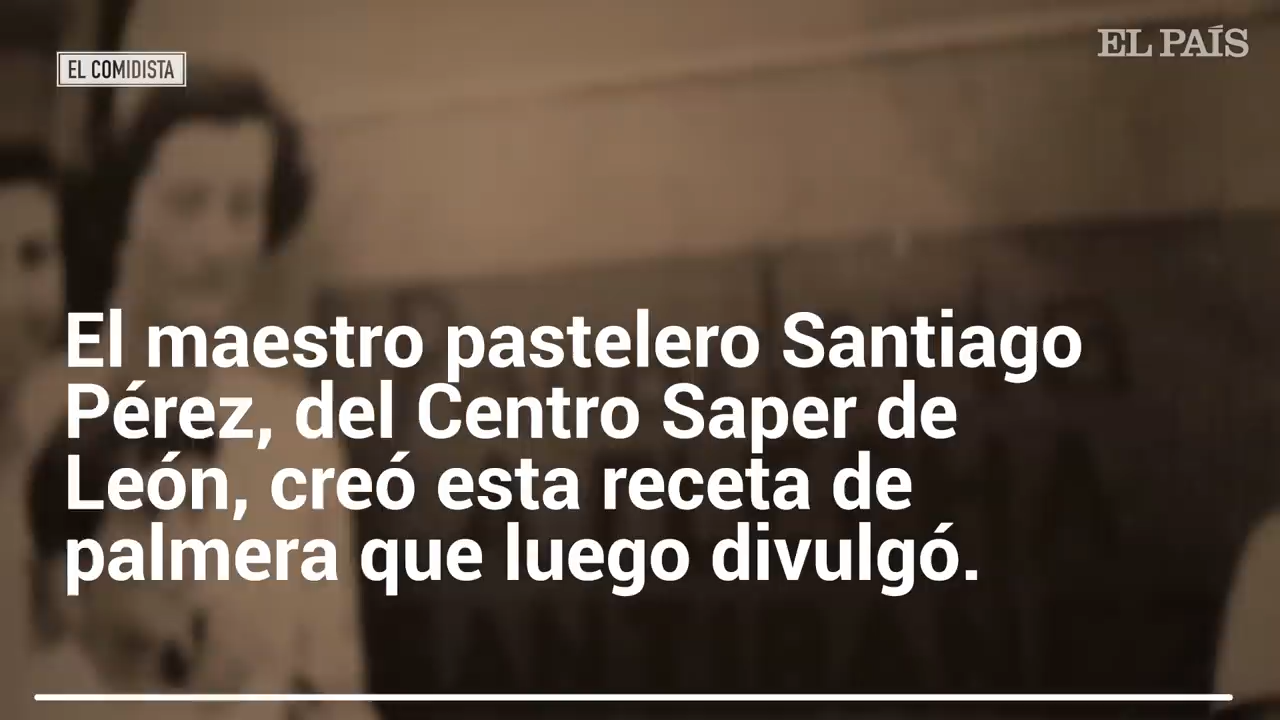 EL COMIDISTA
EL PAÍS
El maestro pastelero Santiago
Pérez, del Centro Saper de
León, creó esta receta de
palmera que luego divulgó.